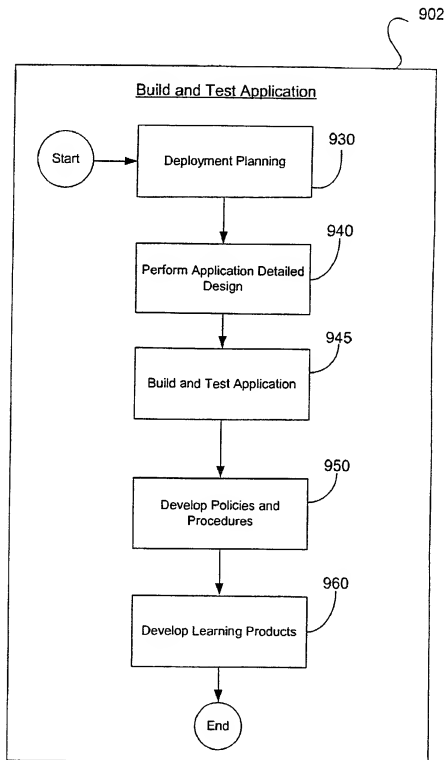 902
Build and Test Application
Start
Deployment Planning
930
940
Perform Application Detailed
Design
945
Build and Test Application
950
Develop Policies and
Procedures
960
Develop Learning Products
End